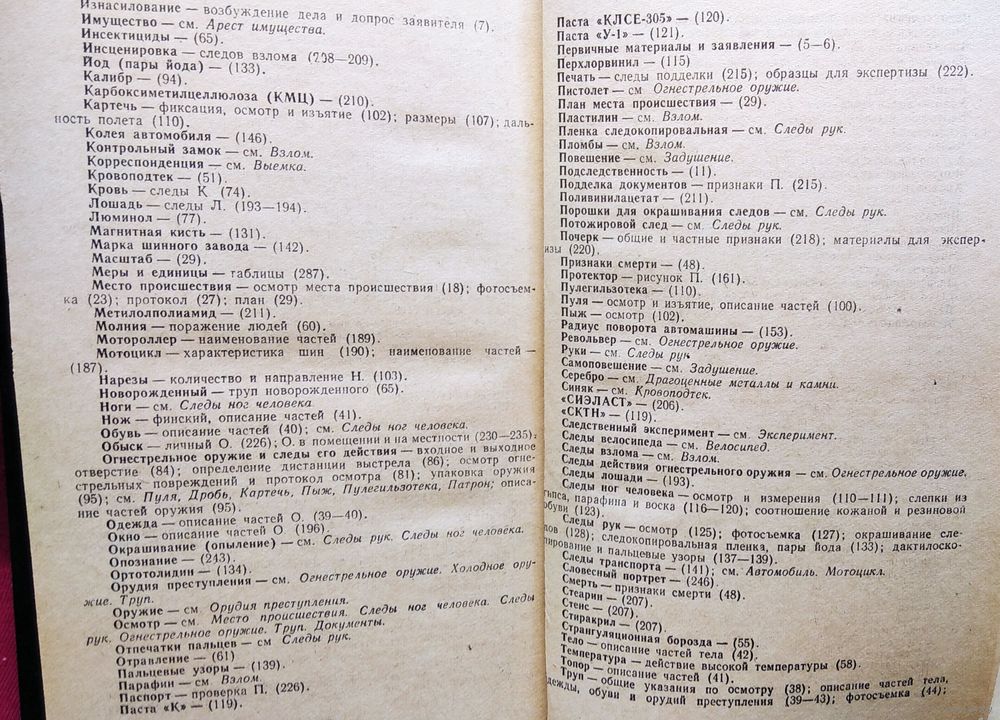 Изнасилование — возбуждение дела и допрос заявителя (7).
Имущество — см. Арест имущества.
Инсектициды — (65).
Инсценировка — следов взлома (208—209).
Йод (пары йода) — (133).
Калибр — (94).
Карбоксиметилцеллюлоза (КМЦ) — (210).
Картечь — фиксация, осмотр и изъятие (102); размеры (107); даль-
ность полета (110).
Колея автомобиля — (146).
Контрольный замок — см. Взлом.
Корреспонденция — см. Выемка.
Кровоподтек — (51).
Кровь — следы К (74).
Лошадь — следы Л. (193—194).
Люминол — (77).
Магнитная кисть — (131).
Марка шинного завода — (142).
Масштаб — (29).
Меры и единицы — таблицы (287).
Место происшествия — осмотр места происшествия (18); фотосъем-
ка (23); протокол (27); план (29).
Метилолполиамид — (211).
Молния — поражение людей (60).
Мотороллер — наименование частей (189).
Мотоцикл — характеристика шин (190); наименование частей —
(187).
Нарезы — количество и направление Н. (103).
Новорожденный — труп новорожденного (65).
Ноги — см. Следы ног человека.
Нож — финский, описание частей (41).
Обувь — описание частей (40); см. Следы ног человека.
Обыск — личный О. (226); О. в помещении и на местности (230—235).
Огнестрельное оружие и следы его действия — входное и выходное
отверстие (84); определение дистанции выстрела (86); осмотр огне-
стрельных повреждений и протокол осмотра (81); упаковка оружия
(95); см. Пуля, Дробь, Картечь, Пыж, Пулегильзотека, Патрон; описа-
ние частей оружия (95).
Одежда — описание частей О. (39—40).
Окно — описание частей О (196).
Окрашивание (опыление) — см. Следы рук. Следы ног человека.
Опознание — (243).
Ортотолидин — (134).
Орудия преступления — см. Огнестрельное оружие. Холодное ору-
жие. Труп.
Оружие — см Орудия преступления.
Осмотр — см. Место происшествия. Следы ног человека. Следы
рук. Огнестрельное оружие. Труп. Документы.
Отпечатки пальцев — см Следы рук.
Отравление — (61)
Пальцевые узоры — (139).
Парафин — см. Взлом.
Паспорт — проверка П. (226).
Паста «К» — (119).
Паста «КЛСЕ-305» — (120).
Паста «У-1» — (121).
Первичные материалы и заявления — (5—6).
Перхлорвинил — (115)
Печать — следы подделки (215); образцы для экспертизы (222).
Пистолет — см Огнестрельное оружие.
План места происшествия — (29).
Пластилин — см. Взлом.
Пленка следокопировальная — см. Следы рук.
Пломбы — см. Взлом.
Повешение — см. Задушение.
Подследственность — (11).
Подделка документов — признаки П. (215).
Поливинилацетат — (211).
Порошки для окрашивания следов — см. Следы рук.
Потожировой след — см. Следы рук.
Почерк — общие и частные признаки (218); материалы для экспер-
изы (220).
Признаки смерти — (48).
Протектор — рисунок П. (161).
Пулегильзотека — (110).
Пуля — осмотр и изъятие, описание частей (100).
Пыж — осмотр (102).
Радиус поворота автомашины — (153).
Револьвер — см. Огнестрельное оружие.
Руки — см. Следы рук
Самоповешение — см. Задушение.
Серебро — см. Драгоценные металлы и камни.
Синяк — см. Кровоподтек.
«СИЭЛАСТ» — (206).
«СКТН» — (119).
Следственный эксперимент — см. Эксперимент.
Следы велосипеда — см. Велосипед.
Следы взлома — см. Взлом.
Следы действия огнестрельного оружия — см. Огнестрельное оружие.
Следы лошади — (193).
Следы ног человека — осмотр и измерения (110—111); слепки из
гипса, парафина и воска (116—120); соотношение кожаной и резиновой
обуви (123).
Следы рук — осмотр (125); фотосъемка (127); окрашивание сле-
дов (128); следокопировальная пленка, пары йода (133); дактилоско-
пирование и пальцевые узоры (137—139).
Следы транспорта — (141); см. Автомобиль. Мотоцикл.
Словесный портрет — (246).
Смерть — признаки смерти (48).
Стеарин — (207).
Стенс — (207).
Стиракрил — (207).
Странгуляционная борозда — (55).
Тело — описание частей тела (42).
Температура — действие высокой температуры (58).
Топор — описание частей (41).
Труп — общие указания по осмотру (38); описание частей тела,
дежды, обуви и орудий преступления (39—43); фотосъемка (44);